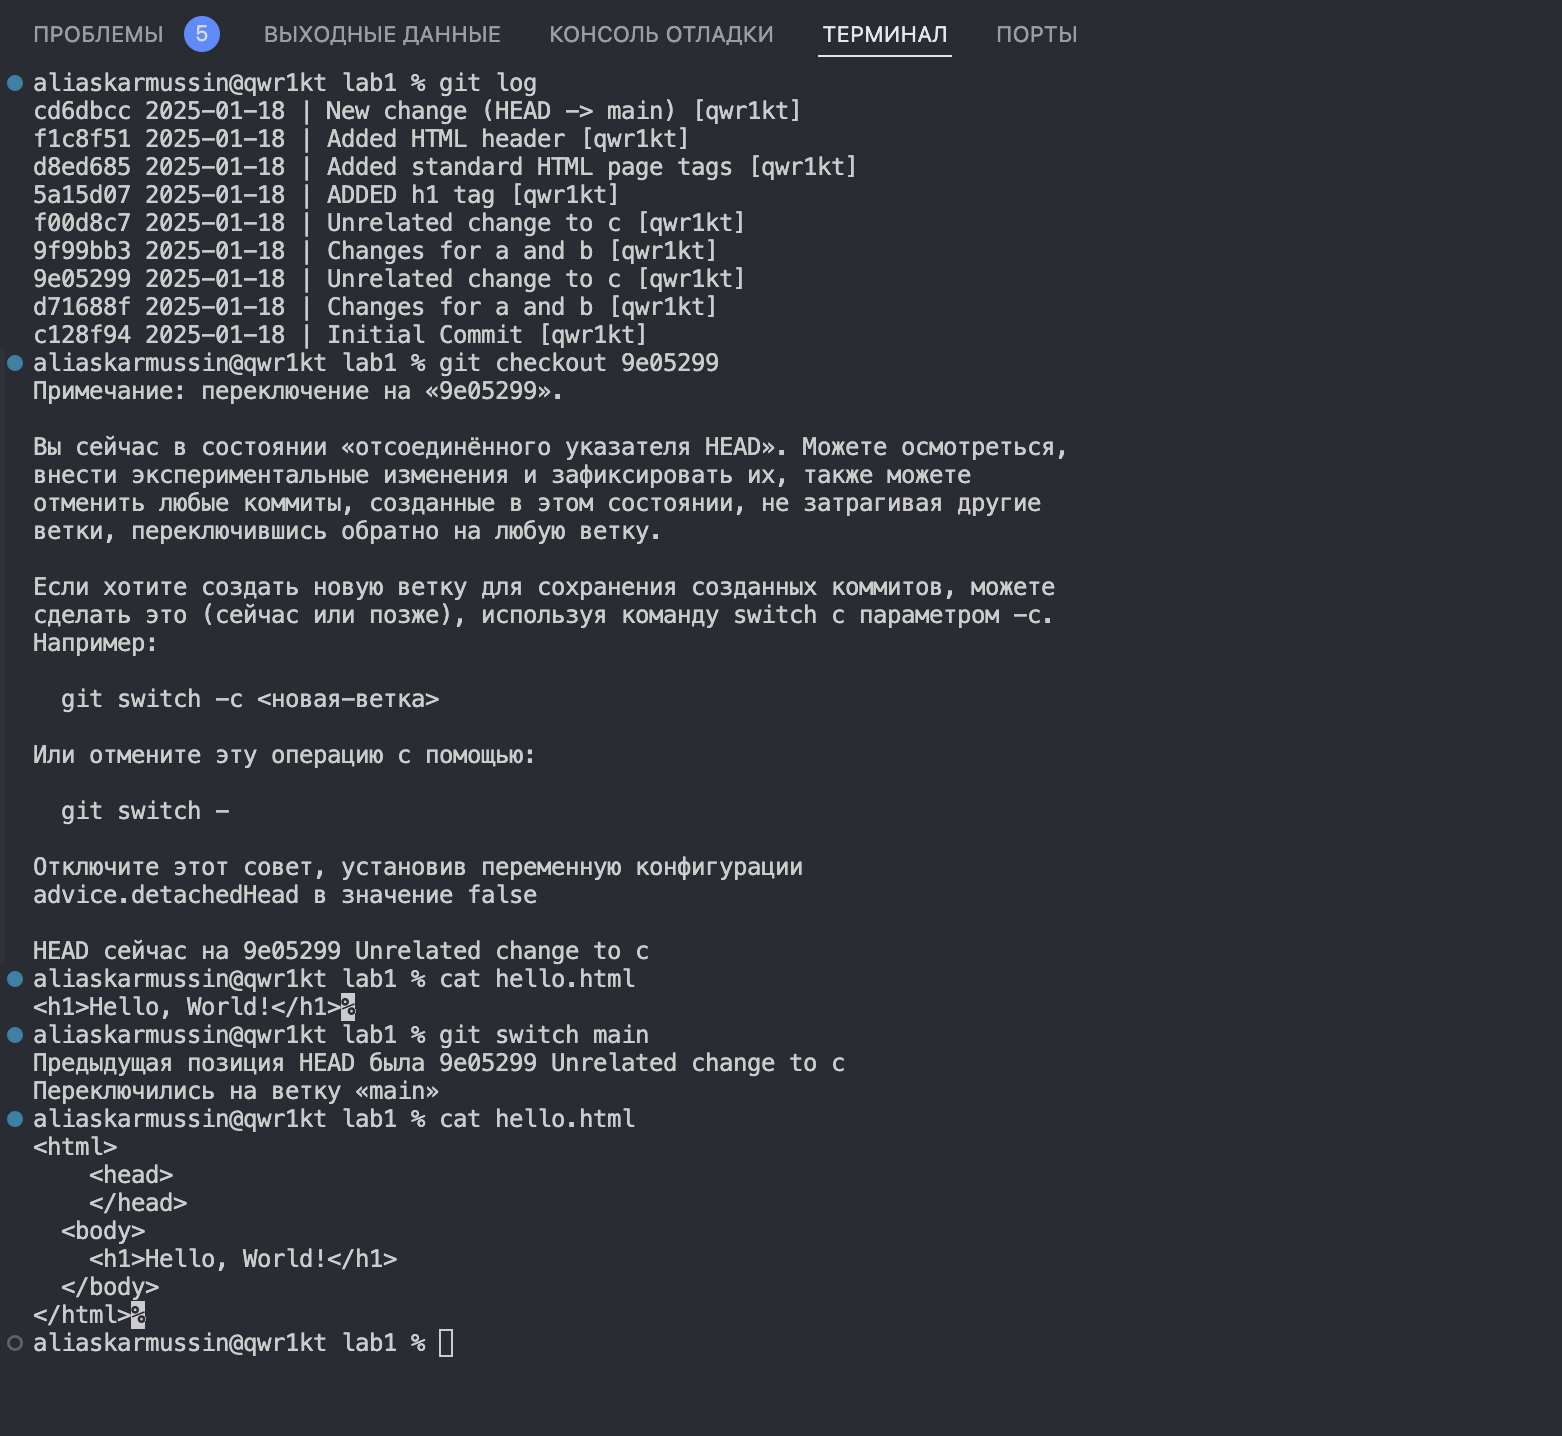 ПРОБЛЕМЫ 5 ВЫХОДНЫЕ ДАННЫЕ КОНСОЛЬ ОТЛАДКИ ТЕРМИНАЛ ПОРТЫ
aliaskarmussin@qwr1kt lab1 % git log
cd6dbcc 2025-01-18 | New change (HEAD -> main) [qwr1kt]
f1c8f51 2025-01-18 | Added HTML header [qwr1kt]
d8ed685 2025-01-18 | Added standard HTML page tags [qwr1kt]
5a15d07 2025-01-18 | ADDED h1 tag [qwr1kt]
f00d8c7 2025-01-18 | Unrelated change to c [qwr1kt]
9f99bb3 2025-01-18 | Changes for a and b [qwr1kt]
9e05299 2025-01-18 | Unrelated change to c [qwr1kt]
d71688f 2025-01-18 | Changes for a and b [qwr1kt]
c128f94 2025-01-18 | Initial Commit [qwr1kt]
aliaskarmussin@qwr1kt lab1 % git checkout 9e05299
Примечание: переключение на «9e05299».
Вы сейчас в состоянии «отсоединённого указателя HEAD». Можете осмотреться,
внести экспериментальные изменения и зафиксировать их, также можете
отменить любые коммиты, созданные в этом состоянии, не затрагивая другие
ветки, переключившись обратно на любую ветку.
Если хотите создать новую ветку для сохранения созданных коммитов, можете
сделать это (сейчас или позже), используя команду switch с параметром -c.
Например:
git switch -c <новая-ветка>
Или отмените эту операцию с помощью:
git switch -
Отключите этот совет, установив переменную конфигурации
advice.detachedHead в значение false
HEAD сейчас на 9e05299 Unrelated change to c
aliaskarmussin@qwr1kt lab1 % cat hello.html
<h1>Hello, World!</h1>%
aliaskarmussin@qwr1kt lab1 % git switch main
Предыдущая позиция HEAD была 9e05299 Unrelated change to c
Переключились на ветку «main»
aliaskarmussin@qwr1kt lab1 % cat hello.html
<html>
    <head>
    </head>
  <body>
    <h1>Hello, World!</h1>
  </body>
</html>%
aliaskarmussin@qwr1kt lab1 %